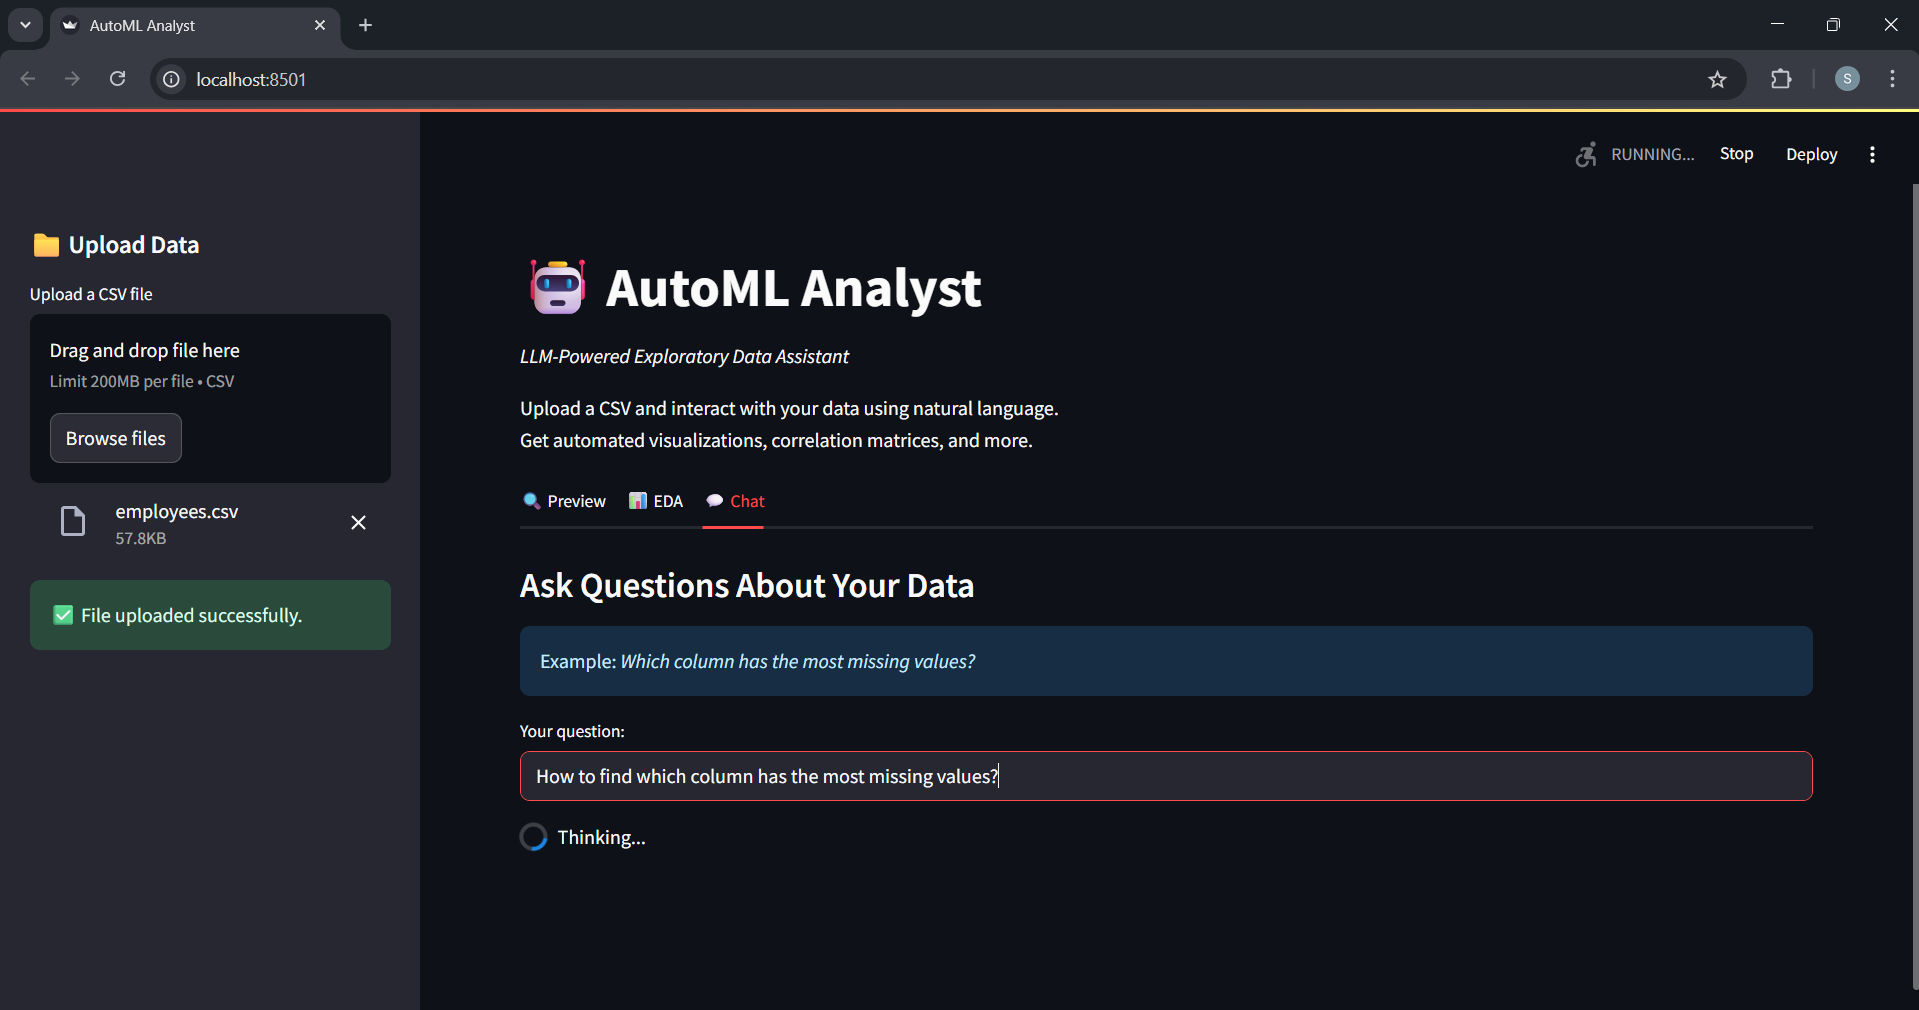 AutoML Analyst
localhost:8501
S
RUNNING...
Stop
Deploy
Upload Data
Upload a CSV file
Drag and drop file here
Limit 200MB per file • CSV
Browse files
employees.csv
57.8KB
File uploaded successfully.
AutoML Analyst
LLM-Powered Exploratory Data Assistant
Upload a CSV and interact with your data using natural language.
Get automated visualizations, correlation matrices, and more.
Preview
EDA
Chat
Ask Questions About Your Data
Example: Which column has the most missing values?
Your question:
How to find which column has the most missing values?
Thinking...